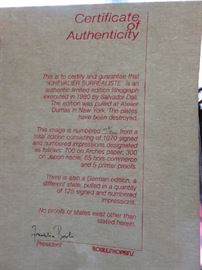 Certificate
of
Authenticity
This is to certify and guarantee that
"CHEVALIER SURREALISTE" is an
authentic limited edition lithograph
executed in 1980 by Salvador Dali.
The edition was pulled at Atelier
Dumas in New York. The plates
have been destroyed.
This image is numbered from a
total edition consisting of 1070 signed
and numbered impressions designated
as follows: 700 on Arches paper, 300
on Japon nacre, 65 hors commerce
and 5 printer proofs.
There is also a German edition, a
different state, pulled in a quantity
of 125 signed and numbered
impressions.
No proofs or states exist other than
stated herein.
President